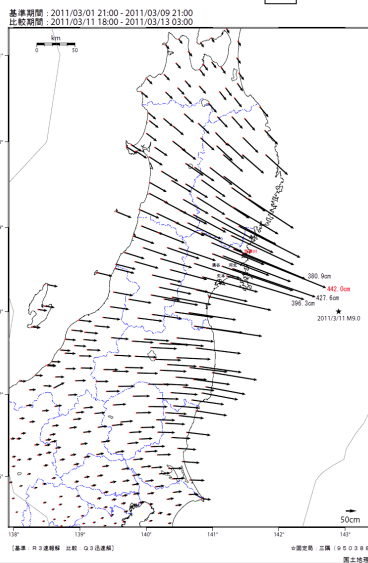 基準期間 : 2011/03/01 21:00 - 2011/03/09 21:00
比較期間 : 2011/03/11 18:00 - 2011/03/13 03:00
km
0 50
380.9cm
442.0cm
427.6cm
396.3cm
2011/3/11 M9.0
50cm
138° 139° 140° 141° 142° 143°
[基準 : R3速報解 比較 : Q3迅速解]
☆固定局 : 三隅 (950388
国土地理